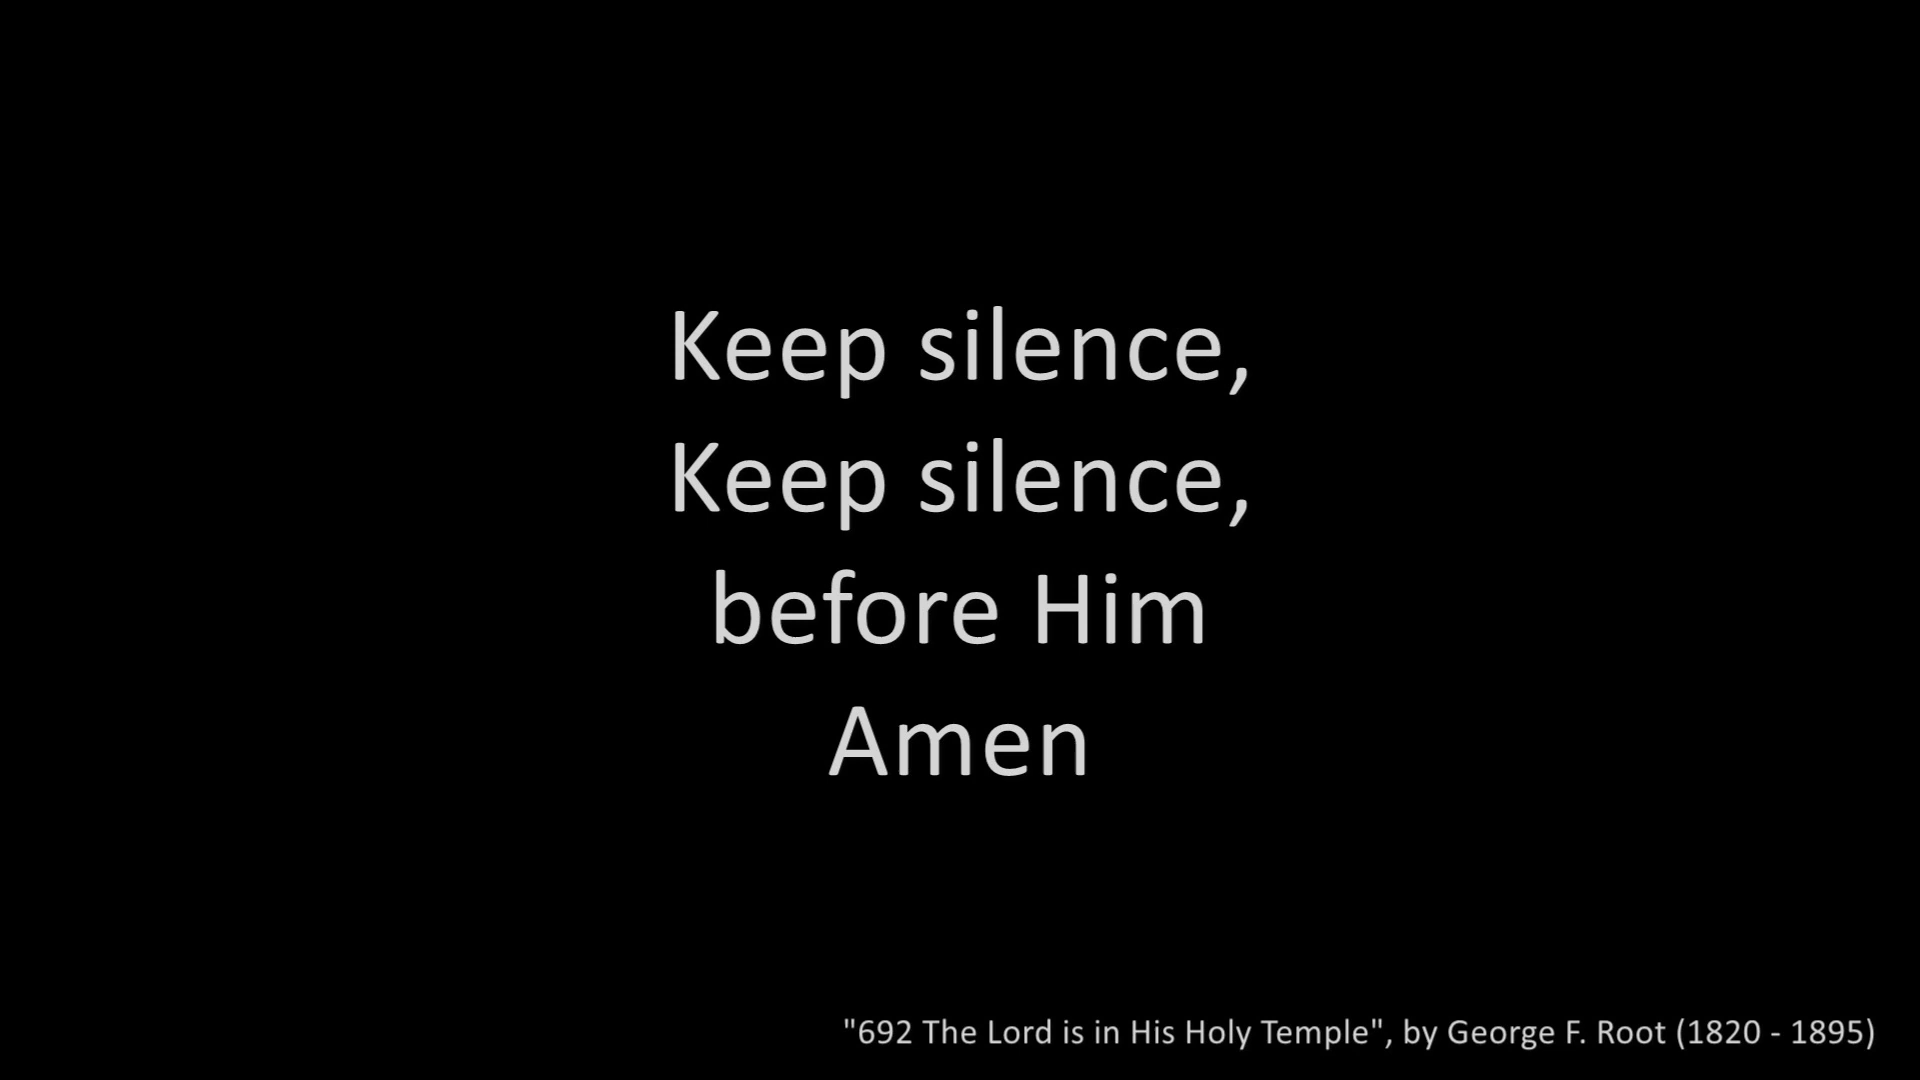 Keep silence,
Keep silence,
before Him
Amen
"692 The Lord is in His Holy Temple", by George F. Root (1820 - 1895)